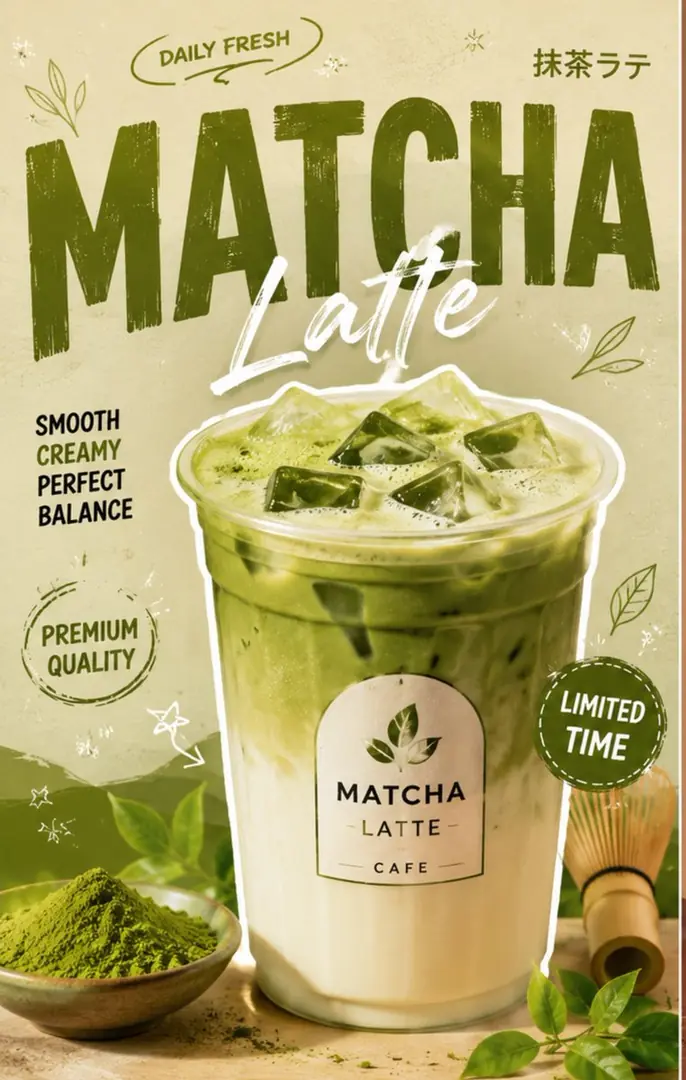 DAILY FRESH
抹茶ラテ
MATCHA
Latte
SMOOTH
CREAMY
PERFECT
BALANCE
PREMIUM
QUALITY
LIMITED
TIME
MATCHA
LATTE
CAFE